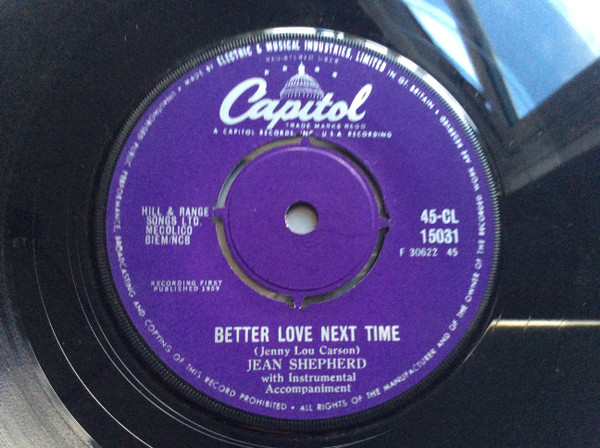 MADE BY ELECTRIC & MUSICAL INDUSTRIES, LIMITED IN GT. BRITAIN • ALL RIGHTS OF THE MANUFACTURER AND OF THE OWNER OF THE RECORDED WORK ARE RESERVED
UNAUTHORISED PUBLIC PERFORMANCE, BROADCASTING AND COPYING OF THIS RECORD PROHIBITED •
REGISTERED USER
Capitol
TRADE MARKS REGD
A CAPITOL RECORDS, INC., U.S.A. RECORDING
HILL & RANGE
SONGS LTD.
MECOLICO
BIEM/NCB
45-CL
15031
F 30622 45
RECORDING FIRST
PUBLISHED 1959
BETTER LOVE NEXT TIME
(Jenny Lou Carson)
JEAN SHEPHERD
with Instrumental
Accompaniment